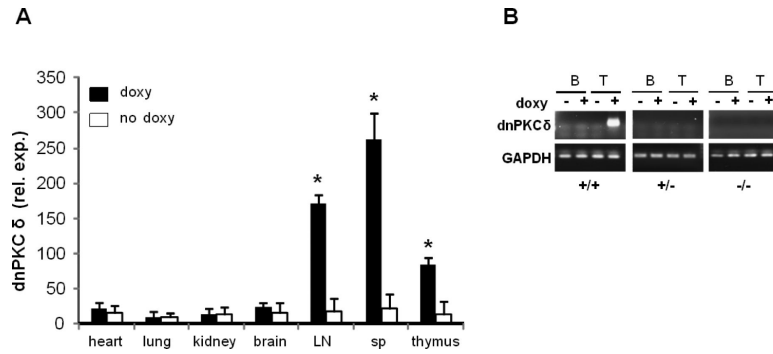 A
dnPKC δ (rel. exp.)
350
300
250
200
150
100
50
0
doxy
no doxy
*
*
*
heart lung kidney brain LN sp thymus
B
B T B T B T
doxy - + - + - + - + - + - +
dnPKCδ
GAPDH
+/+ +/- -/-